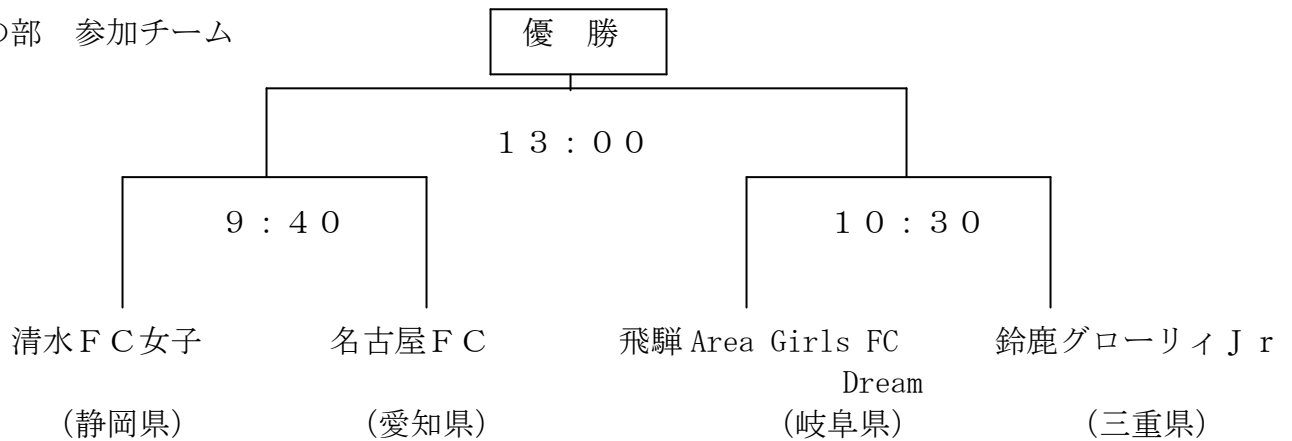 の部　参加チーム
優　勝
１３：００
９：４０
１０：３０
清水ＦＣ女子
名古屋ＦＣ
飛騨 Area Girls FC
Dream
鈴鹿グローリィＪｒ
（静岡県）
（愛知県）
（岐阜県）
（三重県）